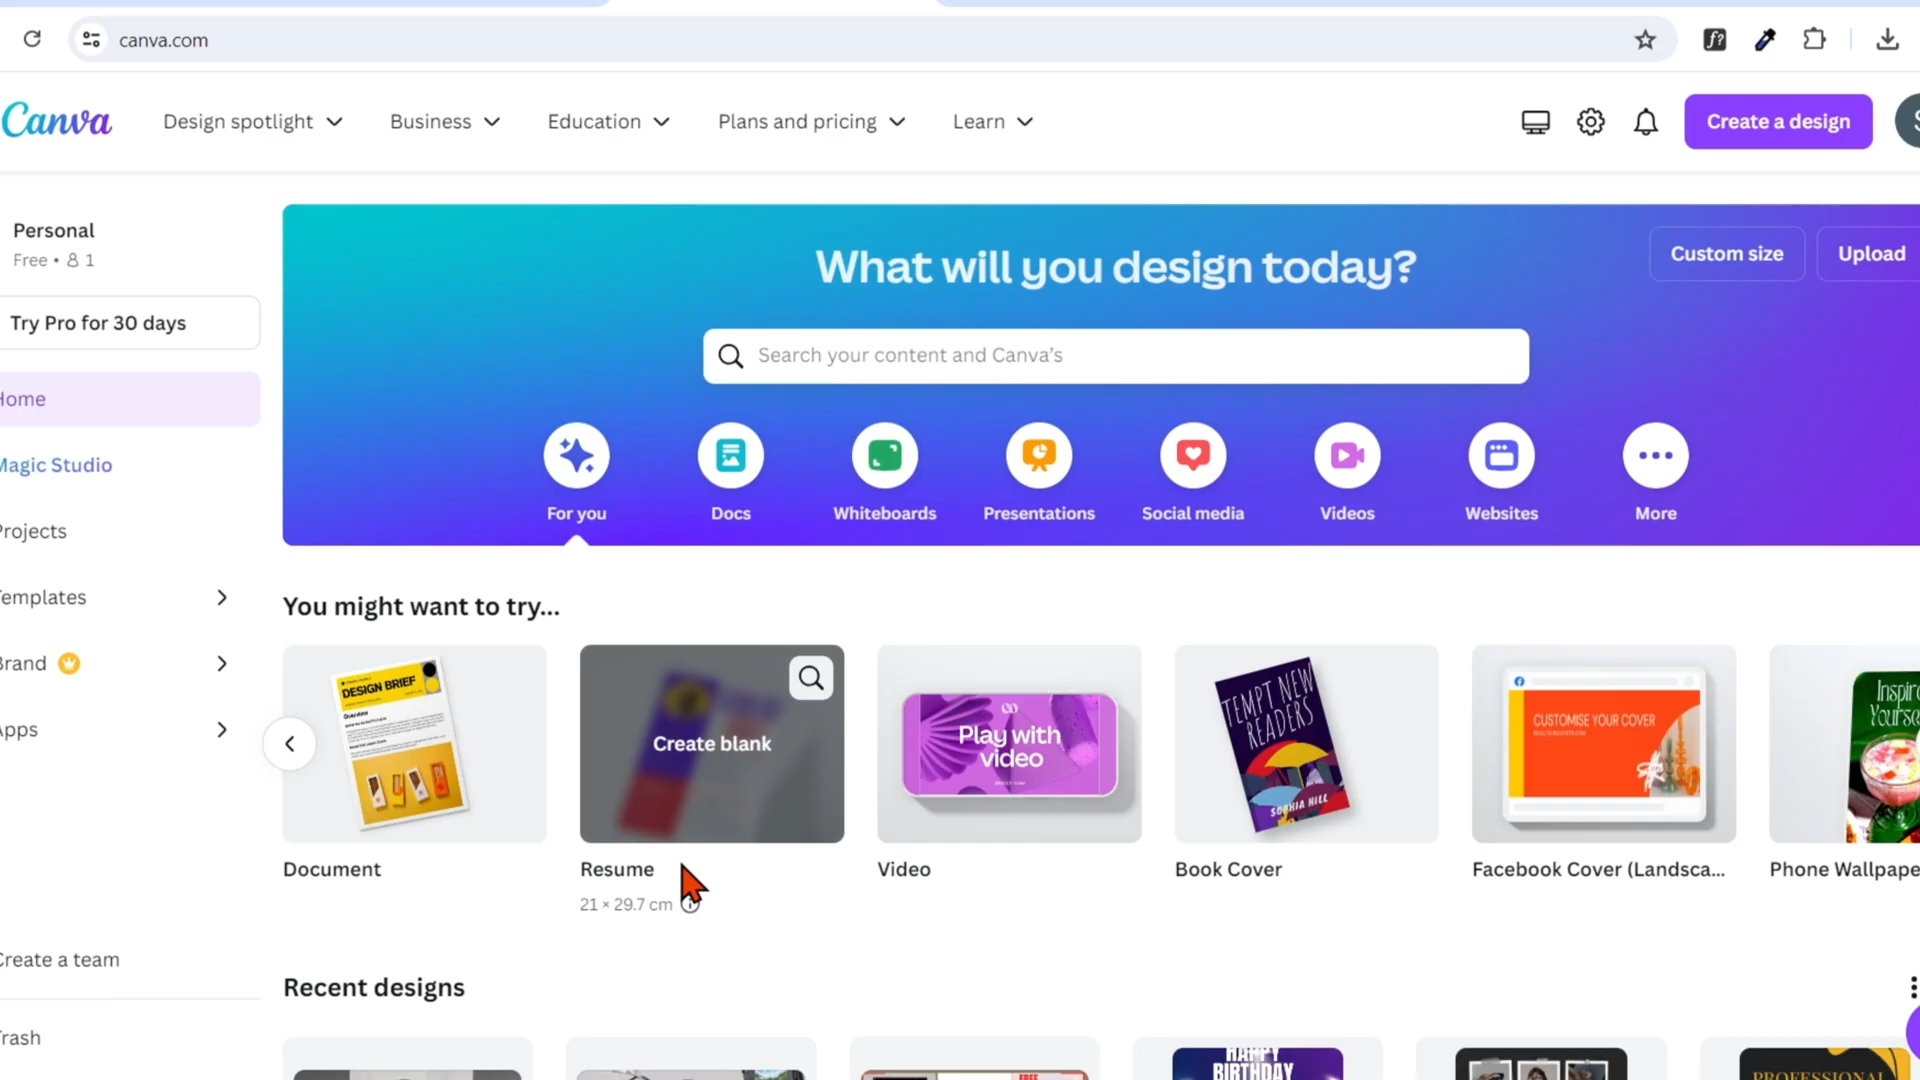 canva.com
f?
Canva
Design spotlight
Business
Education
Plans and pricing
Learn
Create a design
S
Personal
Free • 1
Try Pro for 30 days
Home
Magic Studio
Projects
Templates
Brand
Apps
Create a team
Trash
What will you design today?
Custom size
Upload
Search your content and Canva's
For you
Docs
Whiteboards
Presentations
Social media
Videos
Websites
More
You might want to try...
DESIGN BRIEF
Overview
Create blank
Play with
video
TEMPT NEW
READERS
SOPHIA HILL
CUSTOMISE YOUR COVER
Inspire
Yourse
Document
Resume
21 × 29.7 cm
Video
Book Cover
Facebook Cover (Landsca...
Phone Wallpape
Recent designs
FREE
HAPPY
BIRTHDAY
PROFESSIONAL